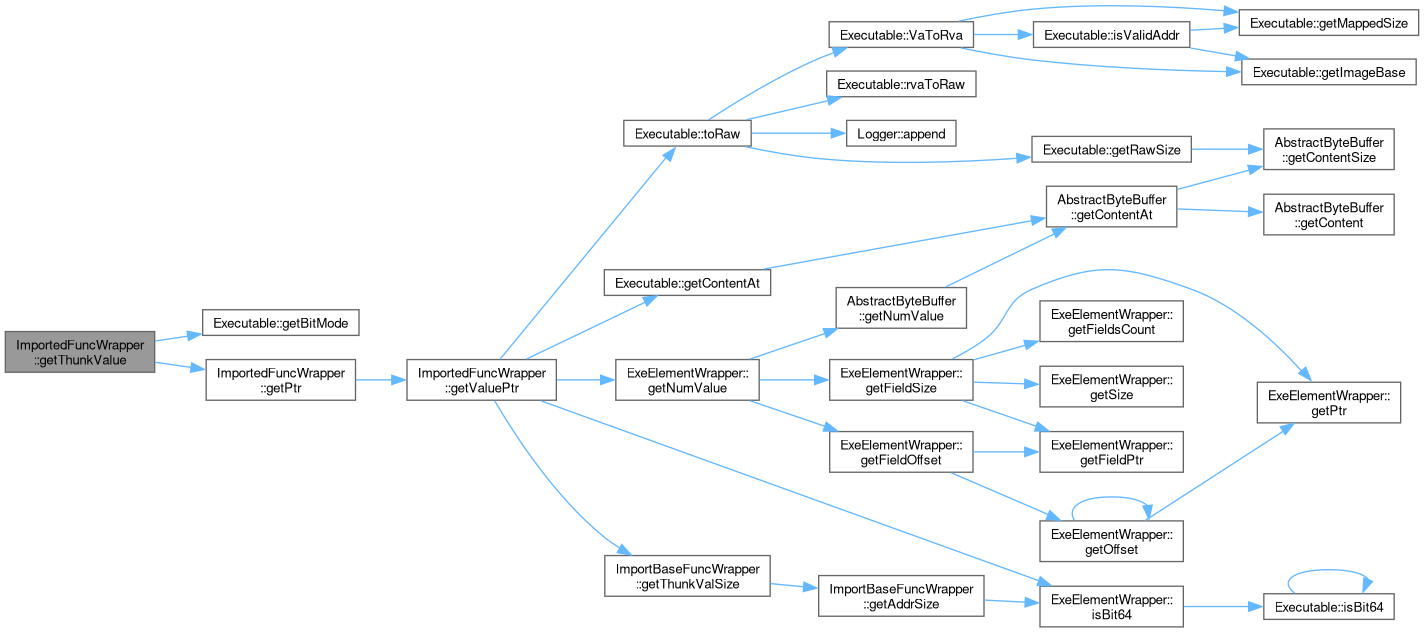 ImportedFuncWrapper
::getThunkValue
Executable::getBitMode
ImportedFuncWrapper
::getPtr
ImportedFuncWrapper
::getValuePtr
Executable::toRaw
Executable::VaToRva
Executable::isValidAddr
Executable::getMappedSize
Executable::getImageBase
Executable::rvaToRaw
Logger::append
Executable::getRawSize
AbstractByteBuffer
::getContentSize
AbstractByteBuffer
::getContentAt
AbstractByteBuffer
::getContent
Executable::getContentAt
AbstractByteBuffer
::getNumValue
ExeElementWrapper::
getNumValue
ExeElementWrapper::
getFieldSize
ExeElementWrapper::
getFieldsCount
ExeElementWrapper::
getSize
ExeElementWrapper::
getPtr
ExeElementWrapper::
getFieldOffset
ExeElementWrapper::
getFieldPtr
ExeElementWrapper::
getOffset
ImportBaseFuncWrapper
::getThunkValSize
ImportBaseFuncWrapper
::getAddrSize
ExeElementWrapper::
isBit64
Executable::isBit64